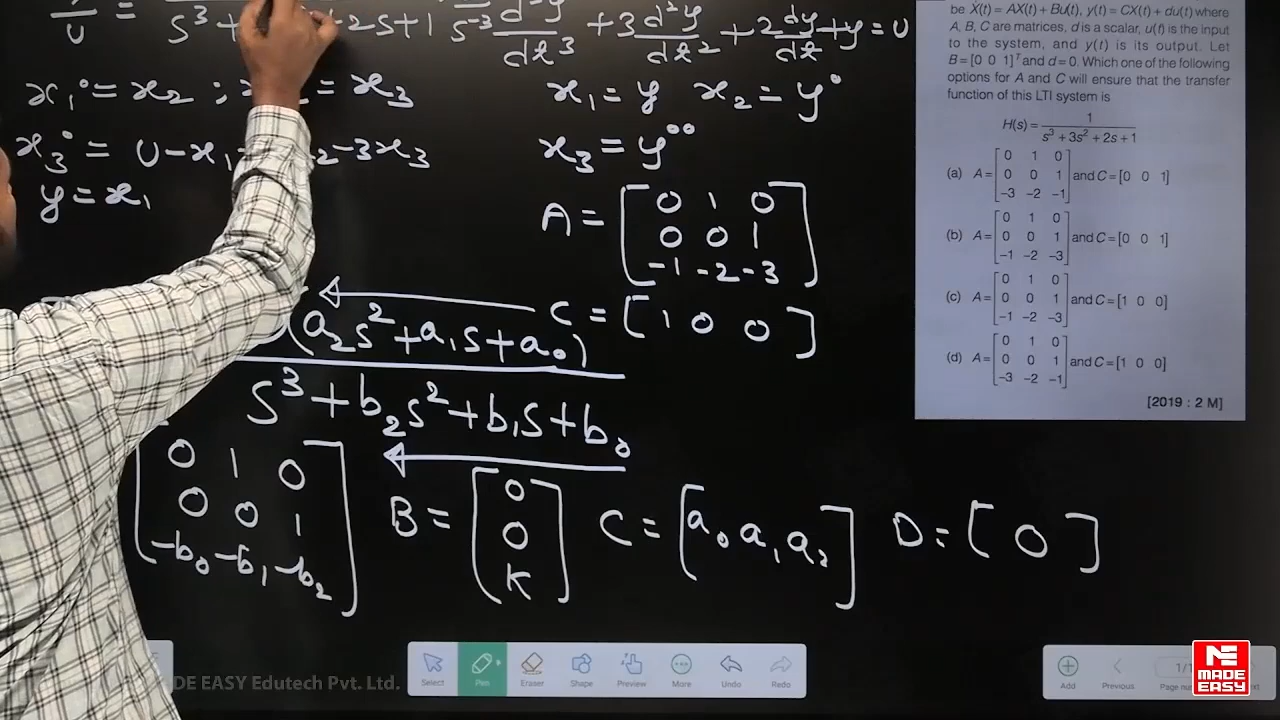 U = s³+ +2s+1 d³y/dt³ + 3d²y/dt² + 2dy/dt + y = U
x₁° = x₂ ; = x₃ x₁ = y x₂ = y°
x₃° = U-x₁ -3x₃ x₃ = y°°
y = x₁
A = [0 1 0
0 0 1
-1 -2 -3]
C = [1 0 0]
(a₂s²+a₁s+a₀)
s³+b₂s²+b₁s+b₀
[0 1 0
0 0 1
-b₀ -b₁ -b₂]
B = [0
0
K]
C = [a₀ a₁ a₂] D = [0]
be Ẋ(t) = AX(t) + Bu(t), y(t) = CX(t) + du(t) where
A, B, C are matrices, d is a scalar, u(t) is the input
to the system, and y(t) is its output. Let
B = [0 0 1]ᵀ and d = 0. Which one of the following
options for A and C will ensure that the transfer
function of this LTI system is
H(s) = 1/(s³ + 3s² + 2s + 1)
(a) A = [0 1 0
0 0 1
-3 -2 -1] and C = [0 0 1]
(b) A = [0 1 0
0 0 1
-1 -2 -3] and C = [0 0 1]
(c) A = [0 1 0
0 0 1
-1 -2 -3] and C = [1 0 0]
(d) A = [0 1 0
0 0 1
-3 -2 -1] and C = [1 0 0]
[2019 : 2 M]
Select Pen Eraser Shape Preview More Undo Redo
Add Previous 1/1
DE EASY Edutech Pvt. Ltd.
ME
MADE
EASY